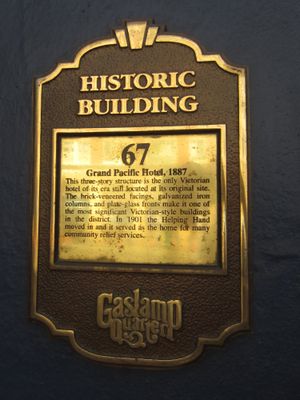 HISTORIC
BUILDING
67
Grand Pacific Hotel, 1887
This three-story structure is the only Victorian
hotel of its era still located at its original site.
The brick-veneered facings, galvanized iron
columns, and plate-glass fronts make it one of
the most significant Victorian-style buildings
in the district. In 1901 the Helping Hand
moved in and it served as the home for many
community relief services.
Gaslamp
Quarter